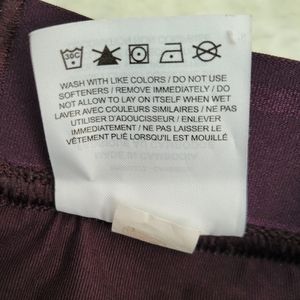 30C
WASH WITH LIKE COLORS / DO NOT USE
SOFTENERS / REMOVE IMMEDIATELY / DO
NOT ALLOW TO LAY ON ITSELF WHEN WET
LAVER AVEC COULEURS SIMILAIRES / NE PAS
UTILISER D'ADOUCISSEUR / ENLEVER
IMMÉDIATEMENT / NE PAS LAISSER LE
VÊTEMENT PLIÉ LORSQU'IL EST MOUILLÉ